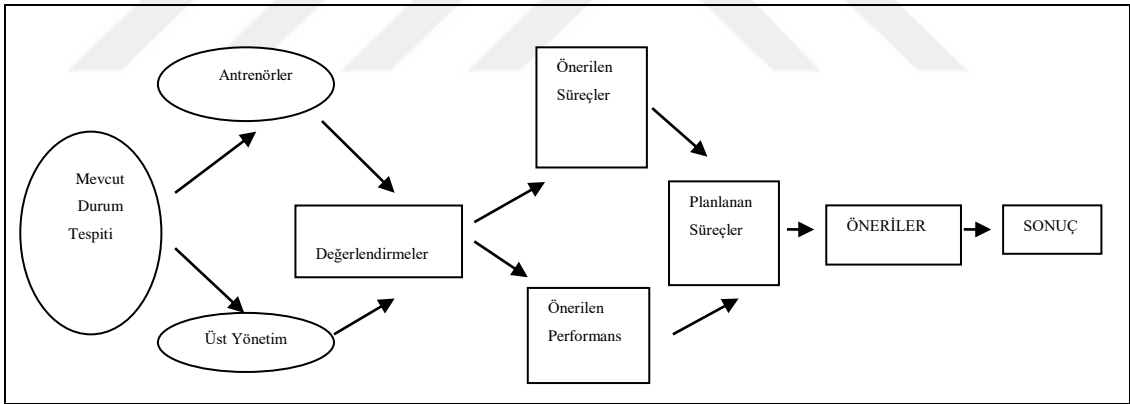 Mevcut
Durum
Tespiti
Antrenörler
Üst Yönetim
Değerlendirmeler
Önerilen
Süreçler
Önerilen
Performans
Planlanan
Süreçler
ÖNERİLER
SONUÇ